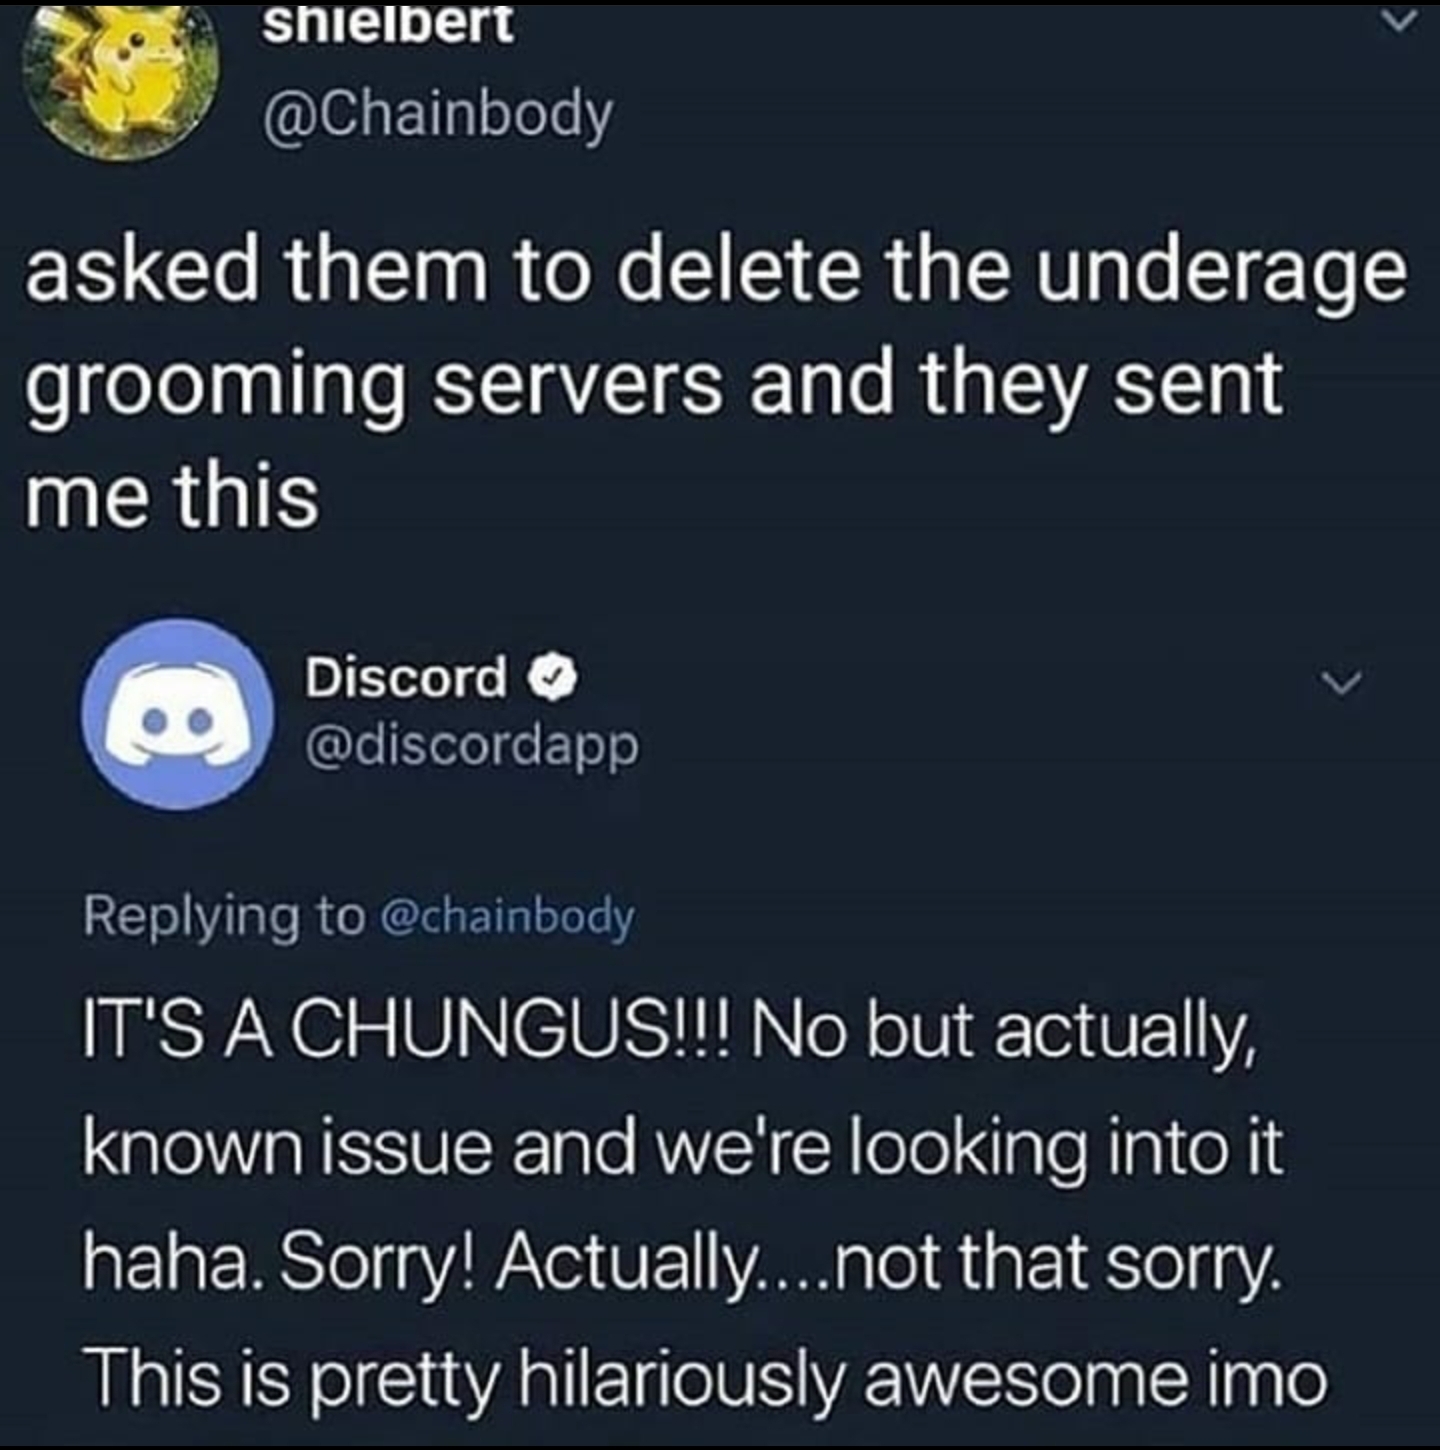 shielbert
@Chainbody
asked them to delete the underage
grooming servers and they sent
me this
Discord
@discordapp
Replying to @chainbody
IT'S A CHUNGUS!!! No but actually,
known issue and we're looking into it
haha. Sorry! Actually....not that sorry.
This is pretty hilariously awesome imo